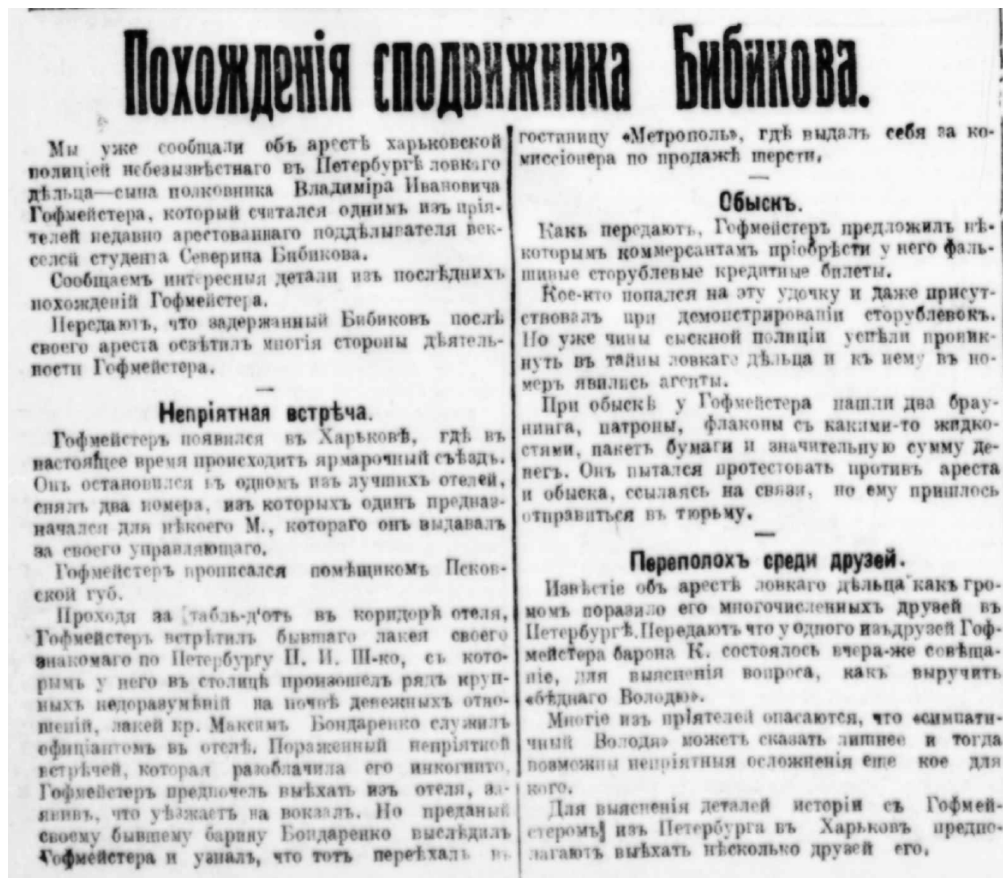 Похожденія сподвижника Бибикова.
Мы уже сообщали объ арестѣ харьковской
полиціей небезызвѣстнаго въ Петербургѣ ловкаго
дѣльца—сына полковника Владиміра Ивановича
Гофмейстера, который считался однимъ изъ прія-
телей недавно арестованнаго поддѣлывателя век-
селей студента Северина Бибикова.
Сообщаемъ интересныя детали изъ послѣднихъ
похожденій Гофмейстера.
Передаютъ, что задержанный Бибиковъ послѣ
своего ареста освѣтилъ многія стороны дѣятель-
ности Гофмейстера.
Непріятная встрѣча.
Гофмейстеръ появился въ Харьковѣ, гдѣ въ
настоящее время происходитъ ярмарочный съѣздъ.
Онъ остановился въ одномъ изъ лучшихъ отелей,
снялъ два номера, изъ которыхъ одинъ предназ-
начался для нѣкоего М., котораго онъ выдавалъ
за своего управляющаго.
Гофмейстеръ прописался помѣщикомъ Псков-
ской губ.
Проходя за табль-д'отъ въ корридорѣ отеля,
Гофмейстеръ встрѣтилъ бывшаго лакея своего
знакомаго по Петербургу П. И. Ш-ко, съ кото-
рымъ у него въ столицѣ произошелъ рядъ круп-
ныхъ недоразумѣній на почвѣ денежныхъ отно-
шеній, лакей кр. Максимъ Бондаренко служилъ
официантомъ въ отелѣ. Пораженный непріятной
встрѣчей, которая разоблачила его инкогнито,
Гофмейстеръ предпочелъ выѣхать изъ отеля, за-
явивъ, что уѣзжаетъ на вокзалъ. Но преданый
своему бывшему барину Бондаренко выслѣдилъ
Гофмейстера и узналъ, что тотъ переѣхалъ въ
гостиницу «Метрополь», гдѣ выдалъ себя за ко-
миссіонера по продажѣ шерсти.
Обыскъ.
Какъ передаютъ, Гофмейстеръ предложилъ нѣ-
которымъ коммерсантамъ пріобрѣсти у него фаль-
шивые сторублевые кредитные билеты.
Кое-кто попался на эту удочку и даже присут-
ствовалъ при демонстрированіи сторублевокъ.
Но уже чины сыскной полиціи успѣли проник-
нуть въ тайны ловкаго дѣльца и къ нему въ но-
меръ явились агенты.
При обыскѣ у Гофмейстера нашли два брау-
нинга, патроны, флаконы съ какими-то жидко-
стями, пакетъ бумаги и значительную сумму де-
негъ. Онъ пытался протестовать противъ ареста
и обыска, ссылаясь на связи, но ему пришлось
отправиться въ тюрьму.
Переполохъ среди друзей.
Извѣстіе объ арестѣ ловкаго дѣльца какъ гро-
момъ поразило его многочисленныхъ друзей въ
Петербургѣ. Передаютъ что у одного изъ друзей Гоф-
мейстера барона К. состоялось вчера-же совѣща-
ніе, для выясненія вопроса, какъ выручить
«бѣднаго Володю».
Многіе изъ пріятелей опасаются, что «симпати-
чный Володя» можетъ сказать лишнее и тогда
возможны непріятныя осложненія еще кое для
кого.
Для выясненія деталей исторіи съ Гофмей-
стеромъ изъ Петербурга въ Харьковъ предпо-
лагаютъ выѣхать нѣсколько друзей его.